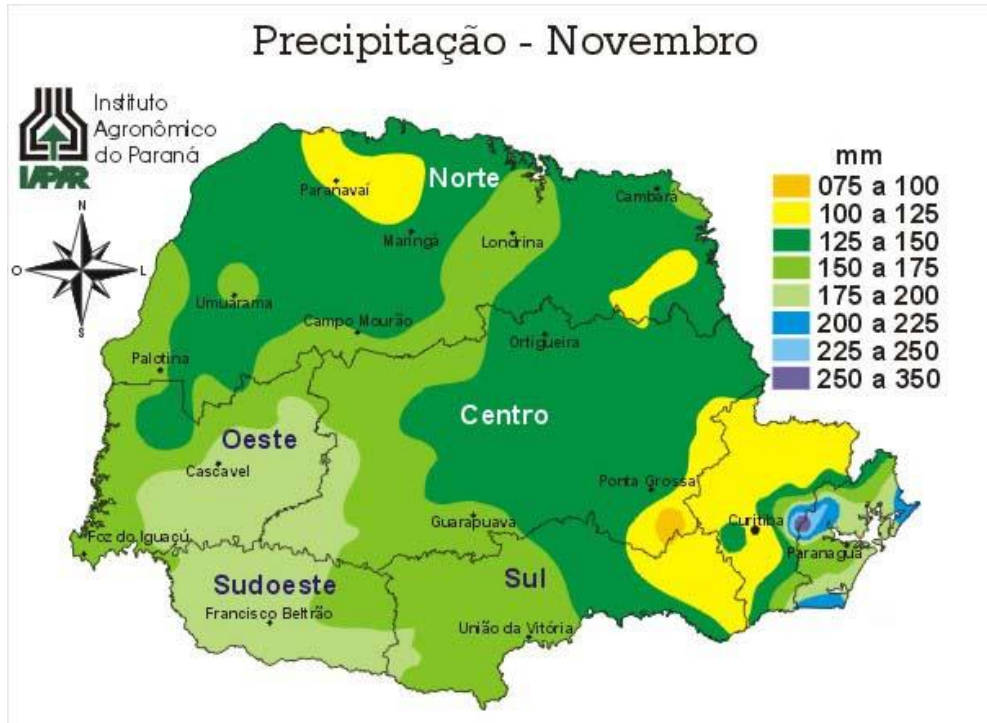 Precipitação - Novembro
Instituto
Agronômico
do Paraná
IAPAR
N
O
L
S
mm
075 a 100
100 a 125
125 a 150
150 a 175
175 a 200
200 a 225
225 a 250
250 a 350
Norte
Paranavaí
Cambará
Maringá
Londrina
Umuarama
Campo Mourão
Ortigueira
Palotina
Centro
Oeste
Cascavel
Ponta Grossa
Guarapuava
Curitiba
Foz do Iguaçú
Paranaguá
Sudoeste
Sul
Francisco Beltrão
União da Vitória